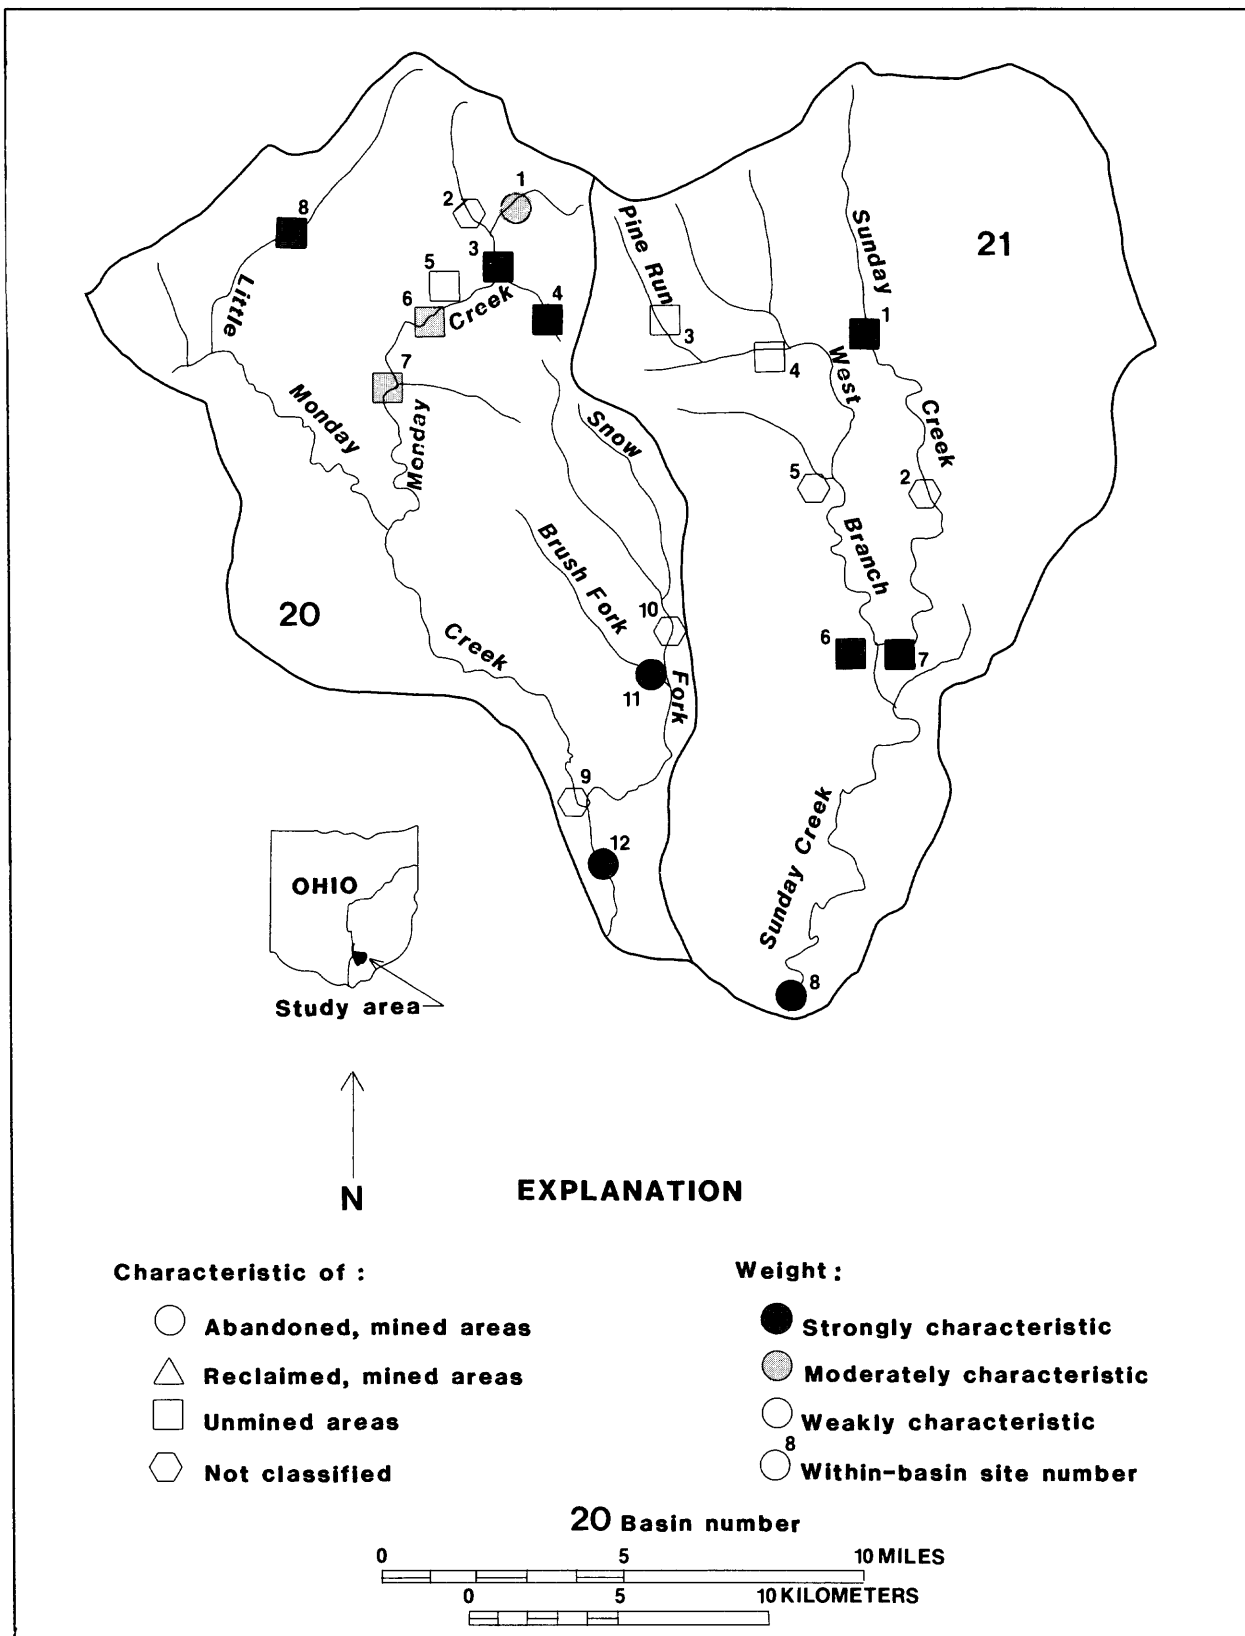 1
2
8
3
5
6
4
7
Little
Creek
Monday
Monday
Pine Run
3
4
Sunday
21
1
West
Creek
Snow
5
2
Branch
Brush Fork
20
10
6
7
Creek
11
Fork
9
12
Sunday Creek
8
OHIO
Study area
N
EXPLANATION
Characteristic of :
Abandoned, mined areas
Reclaimed, mined areas
Unmined areas
Not classified
Weight :
Strongly characteristic
Moderately characteristic
Weakly characteristic
8
Within-basin site number
20 Basin number
0 5 10 MILES
0 5 10 KILOMETERS